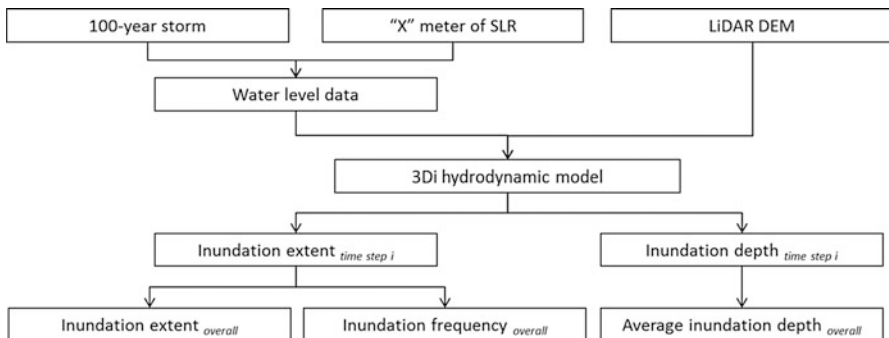 100-year storm
“X” meter of SLR
LiDAR DEM
Water level data
3Di hydrodynamic model
Inundation extent time step i
Inundation depth time step i
Inundation extent overall
Inundation frequency overall
Average inundation depth overall